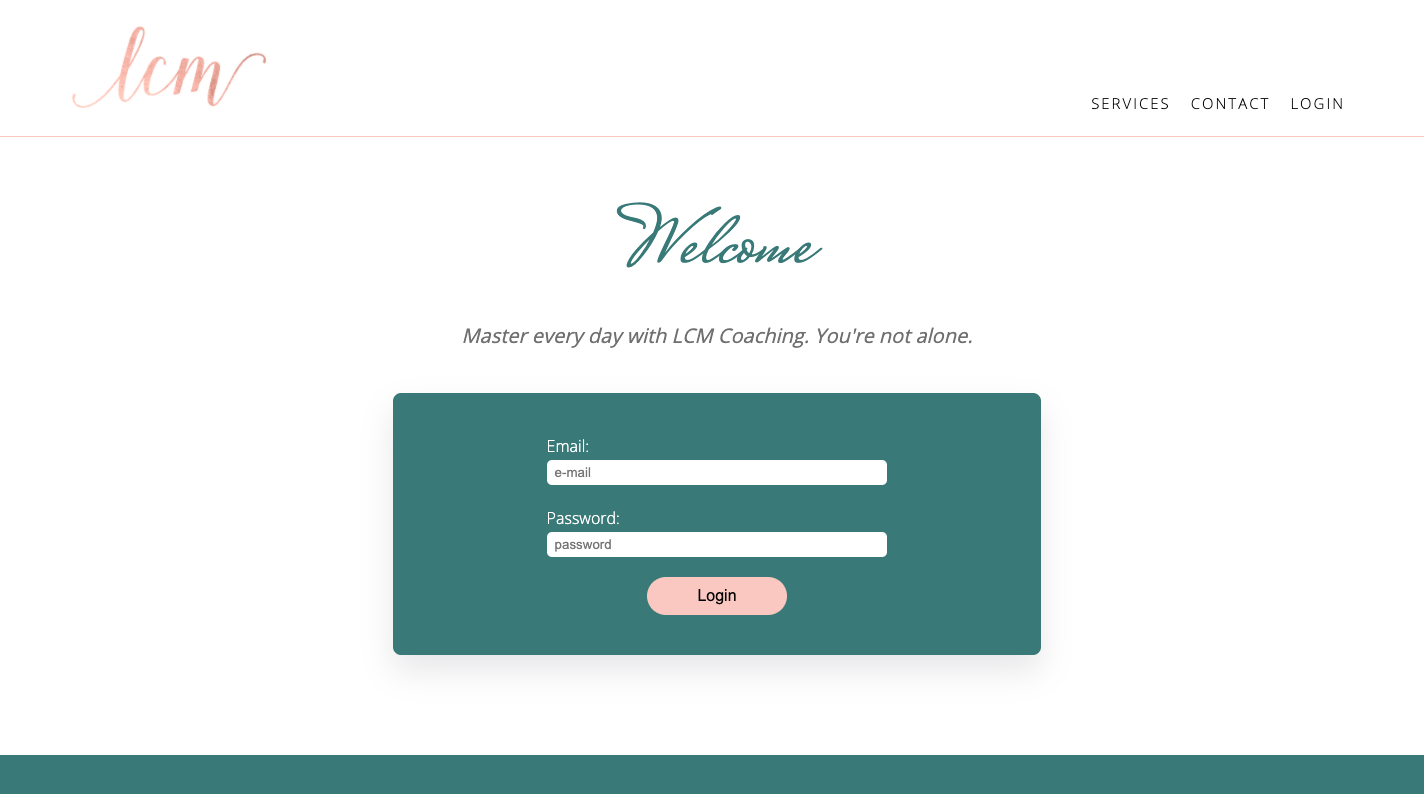 lcm
SERVICES CONTACT LOGIN
Welcome
Master every day with LCM Coaching. You're not alone.
Email:
e-mail
Password:
password
Login